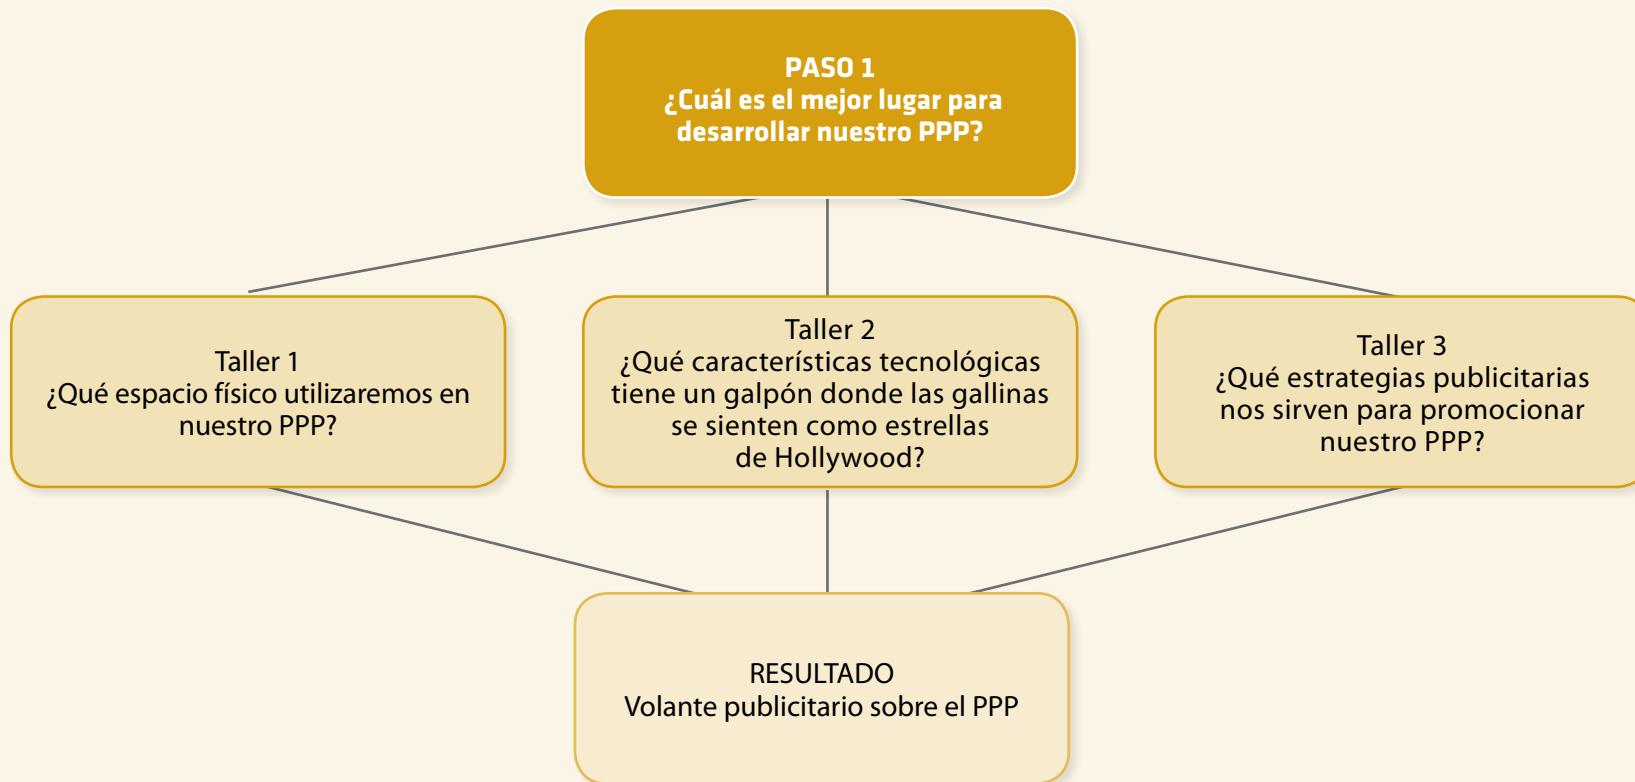 PASO 1
¿Cuál es el mejor lugar para
desarrollar nuestro PPP?
Taller 1
¿Qué espacio físico utilizaremos en
nuestro PPP?
Taller 2
¿Qué características tecnológicas
tiene un galpón donde las gallinas
se sienten como estrellas
de Hollywood?
Taller 3
¿Qué estrategias publicitarias
nos sirven para promocionar
nuestro PPP?
RESULTADO
Volante publicitario sobre el PPP